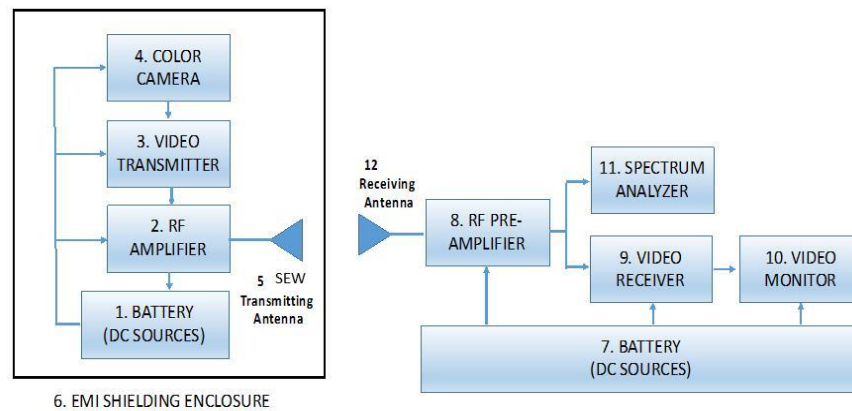 4. COLOR
CAMERA
3. VIDEO
TRANSMITTER
2. RF
AMPLIFIER
1. BATTERY
(DC SOURCES)
5 SEW
Transmitting
Antenna
6. EMI SHIELDING ENCLOSURE
12
Receiving
Antenna
8. RF PRE-
AMPLIFIER
11. SPECTRUM
ANALYZER
9. VIDEO
RECEIVER
10. VIDEO
MONITOR
7. BATTERY
(DC SOURCES)